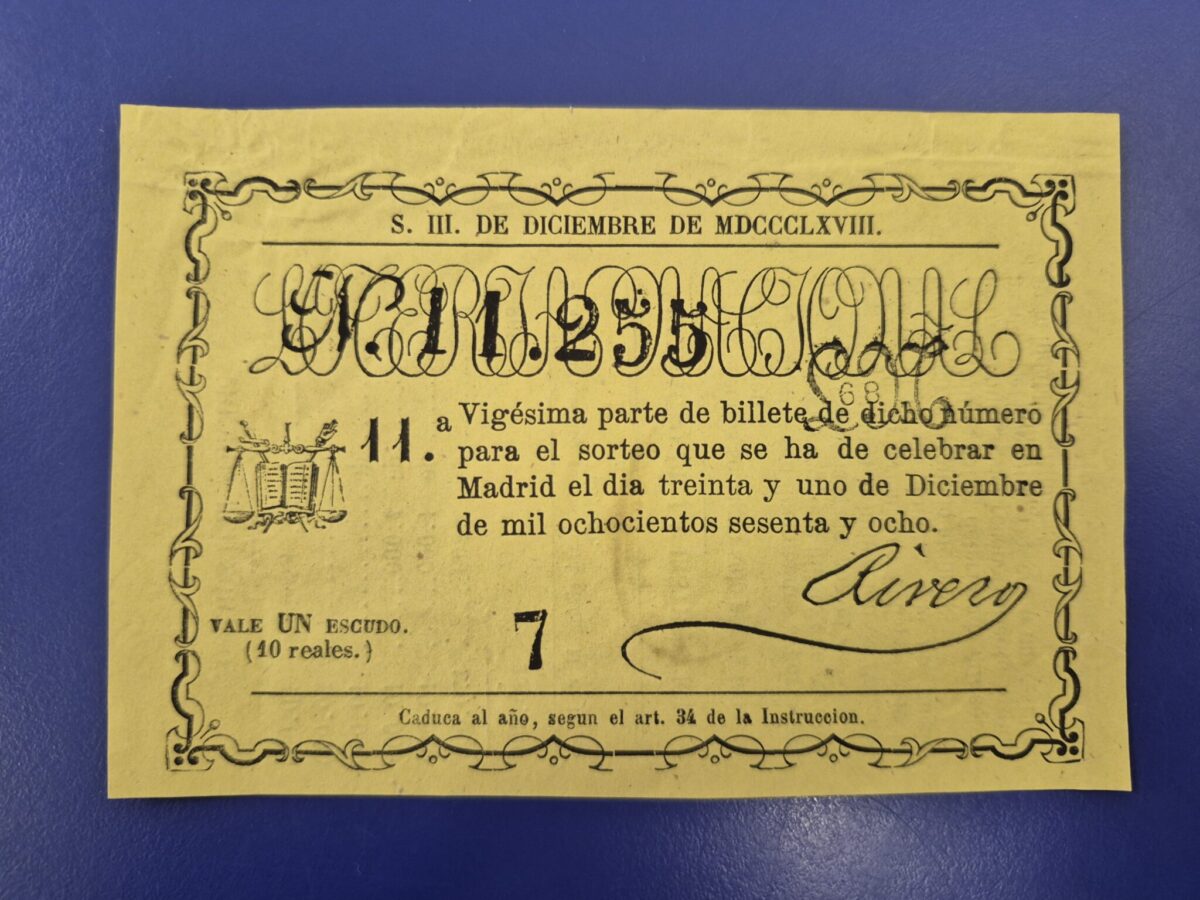 S. III. DE DICIEMBRE DE MDCCCLXVIII.
LOTERIA NACIONAL
N. 11.255
68
11.a Vigésima parte de billete de dicho número
para el sorteo que se ha de celebrar en
Madrid el dia treinta y uno de Diciembre
de mil ochocientos sesenta y ocho.
Rivero
VALE UN ESCUDO.
(10 reales.)
7
Caduca al año, segun el art. 34 de la Instruccion.